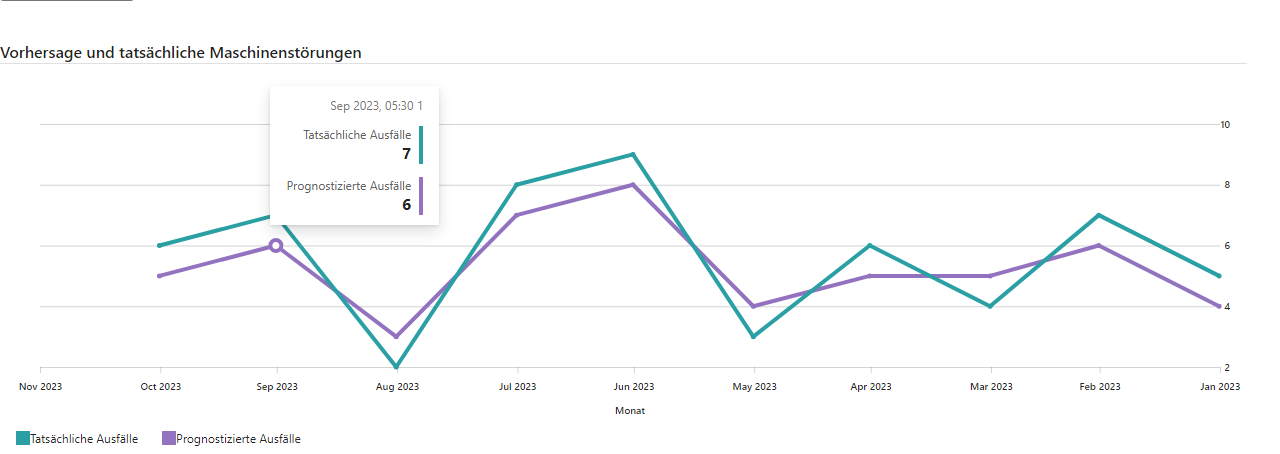 Vorhersage und tatsächliche Maschinenstörungen
Sep 2023, 05:30 1
Tatsächliche Ausfälle
7
Prognostizierte Ausfälle
6
10
8
6
4
2
Nov 2023 Oct 2023 Sep 2023 Aug 2023 Jul 2023 Jun 2023 May 2023 Apr 2023 Mar 2023 Feb 2023 Jan 2023
Monat
Tatsächliche Ausfälle Prognostizierte Ausfälle